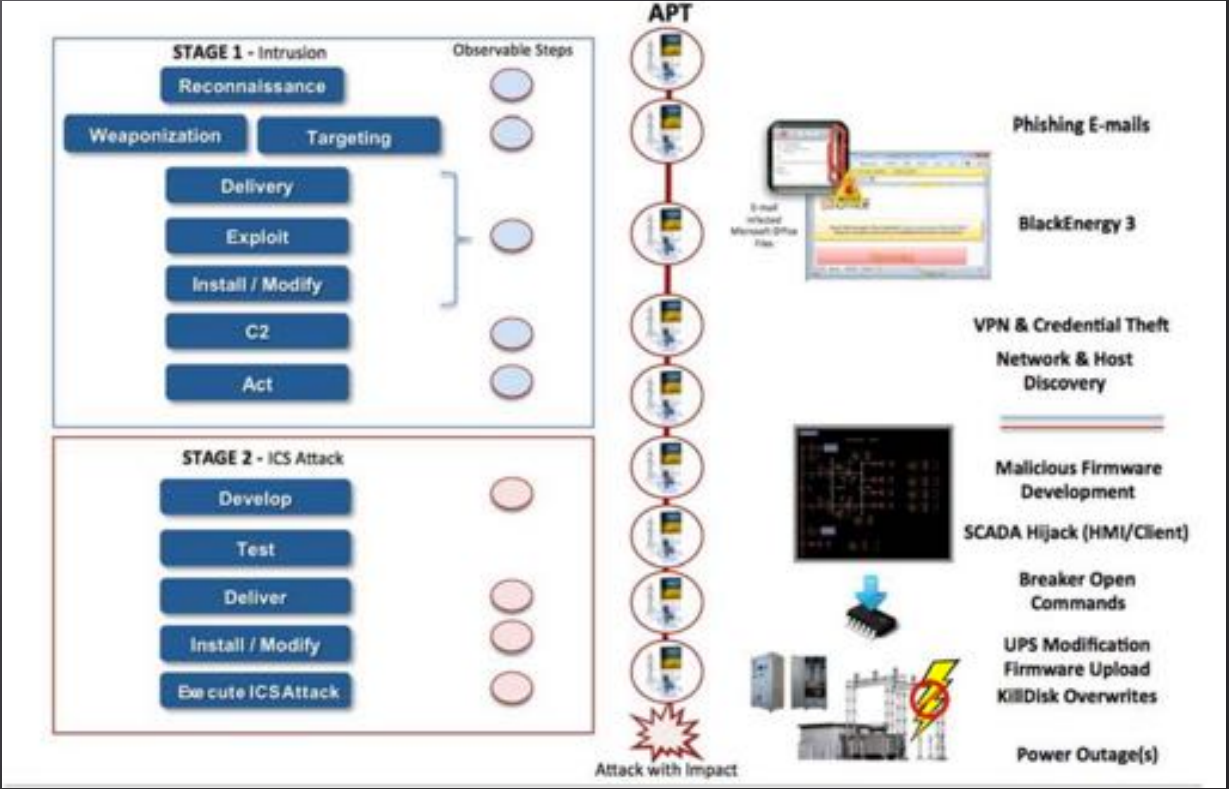 APT
STAGE 1 - Intrusion
Observable Steps
Reconnaissance
Weaponization
Targeting
Delivery
Exploit
Install / Modify
C2
Act
STAGE 2 - ICS Attack
Develop
Test
Deliver
Install / Modify
Execute ICS Attack
Attack with Impact
E-mail
Infected
Microsoft Office
Files
Phishing E-mails
BlackEnergy 3
VPN & Credential Theft
Network & Host
Discovery
Malicious Firmware
Development
SCADA Hijack (HMI/Client)
Breaker Open
Commands
UPS Modification
Firmware Upload
KillDisk Overwrites
Power Outage(s)